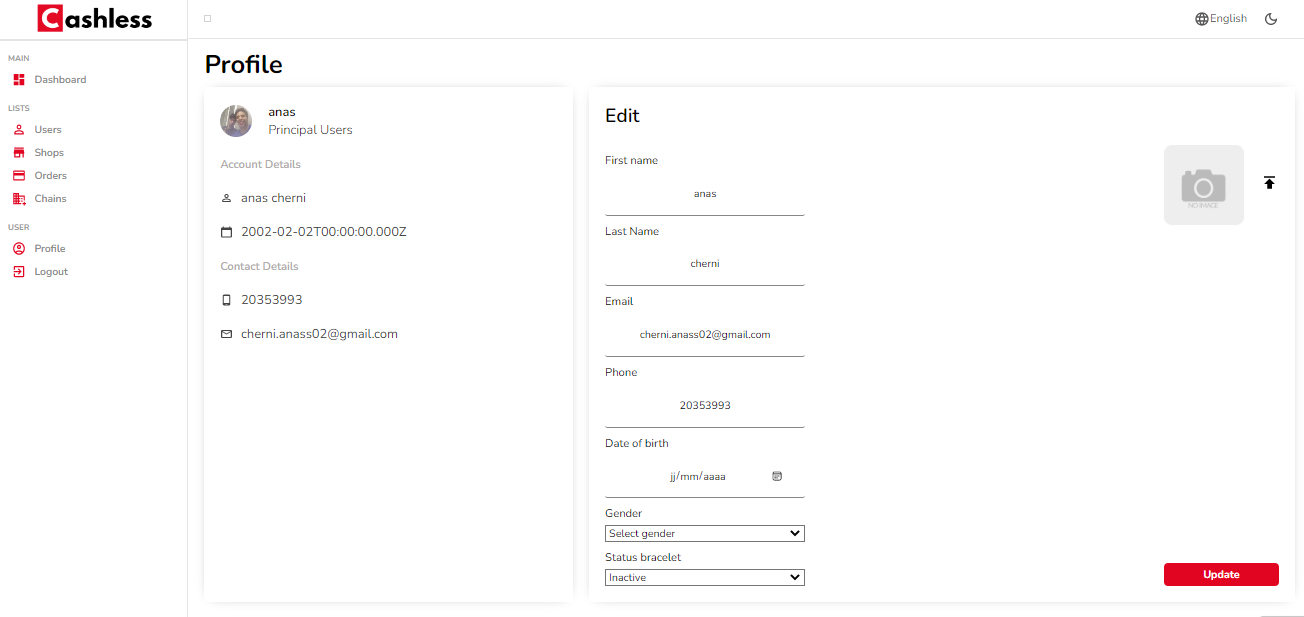 Cashless
English
MAIN
Dashboard
LISTS
Users
Shops
Orders
Chains
USER
Profile
Logout
Profile
anas
Principal Users
Account Details
anas cherni
2002-02-02T00:00:00.000Z
Contact Details
20353993
cherni.anass02@gmail.com
Edit
First name
anas
NO IMAGE
Last Name
cherni
Email
cherni.anass02@gmail.com
Phone
20353993
Date of birth
jj/mm/aaaa
Gender
Select gender
Status bracelet
Inactive
Update